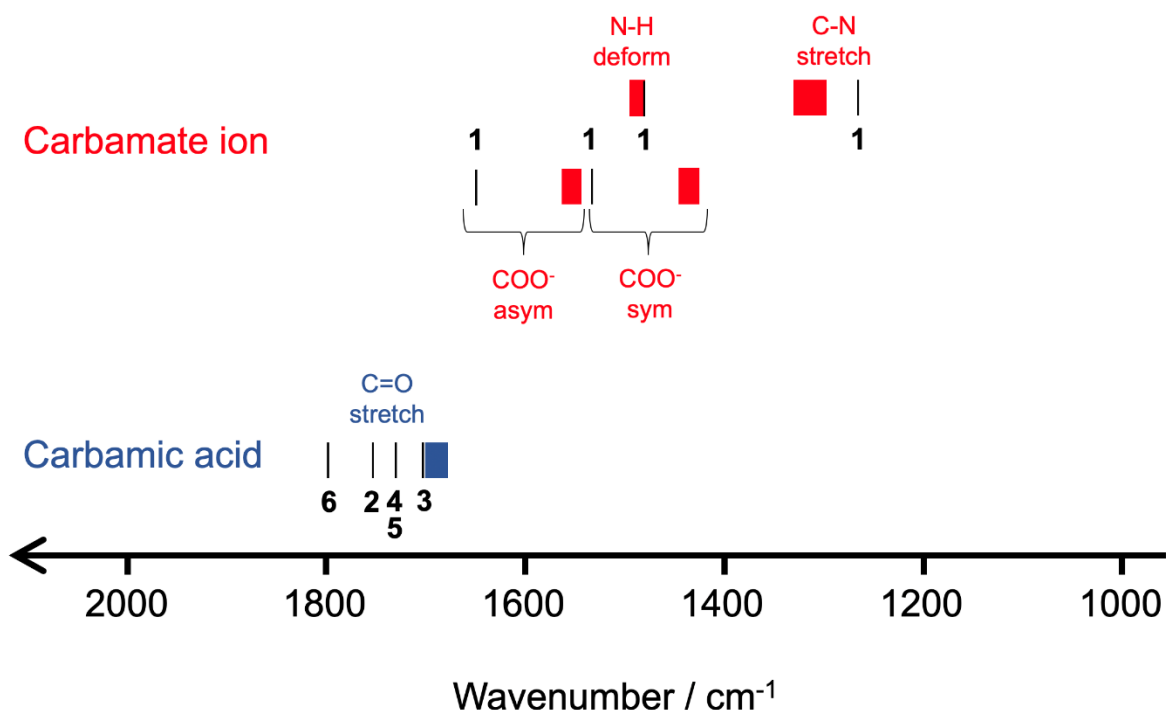 N-H
deform
C-N
stretch
Carbamate ion
1 1 1 1
COO-
asym
COO-
sym
C=O
stretch
Carbamic acid
6 2 4 3
5
2000 1800 1600 1400 1200 1000
Wavenumber / cm-1